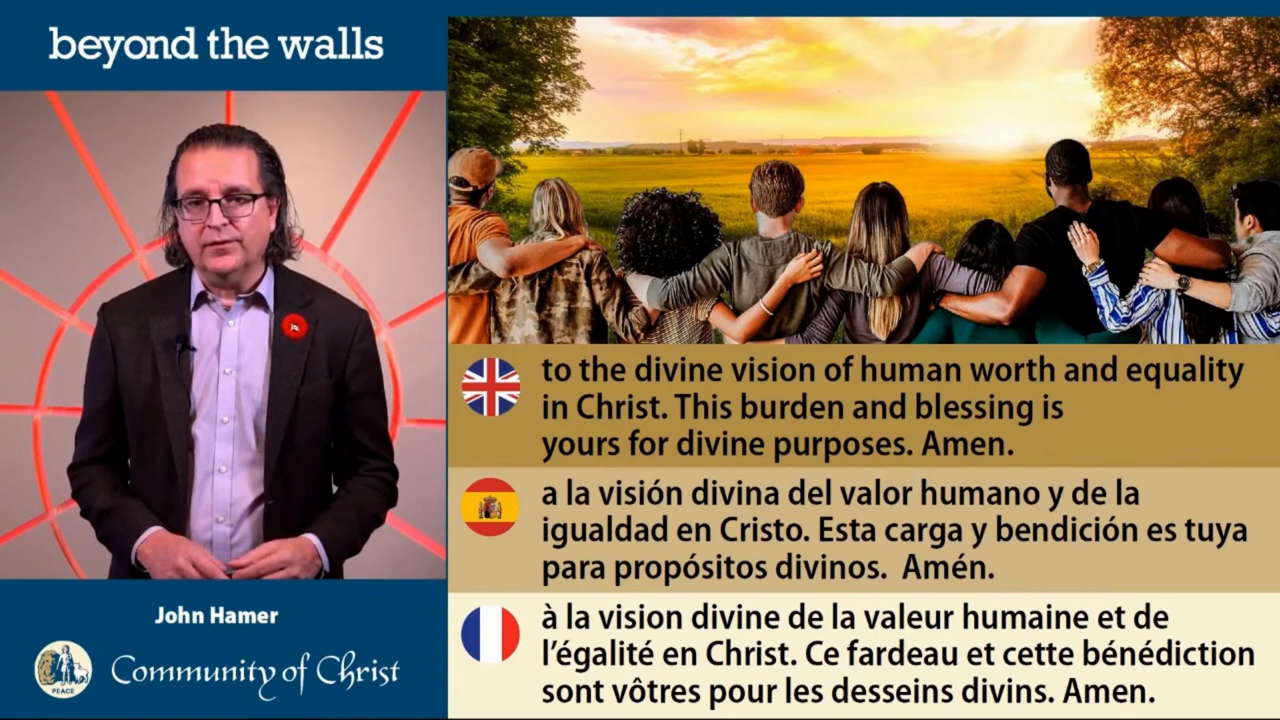 beyond the walls
to the divine vision of human worth and equality
in Christ. This burden and blessing is
yours for divine purposes. Amen.
a la visión divina del valor humano y de la
igualdad en Cristo. Esta carga y bendición es tuya
para propósitos divinos.  Amén.
à la vision divine de la valeur humaine et de
l'égalité en Christ. Ce fardeau et cette bénédiction
sont vôtres pour les desseins divins. Amen.
John Hamer
PEACE
Community of Christ